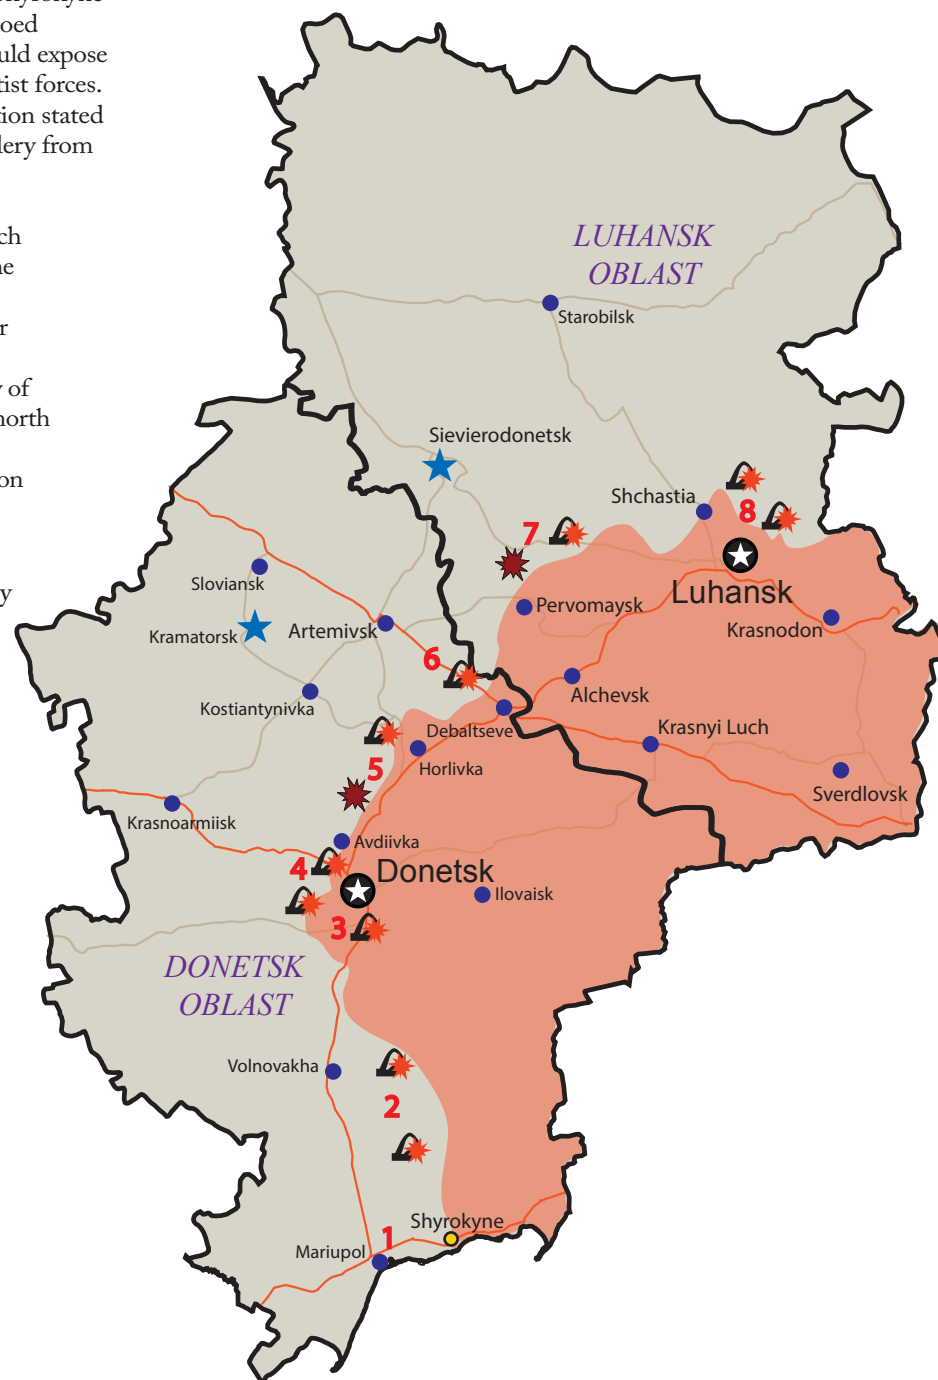 oed
uld expose
tist forces.
tion stated
lery from
ch
ne
r
y of
north
on
y
LUHANSK
OBLAST
Starobilsk
Sievierodonetsk
Shchastia
8
7
Luhansk
Sloviansk
Pervomaysk
Krasnodon
Kramatorsk
Artemivsk
6
Alchevsk
Kostiantynivka
Debaltseve
Krasnyi Luch
5
Horlivka
Sverdlovsk
Krasnoarmiisk
Avdiivka
4
Donetsk
Ilovaisk
3
DONETSK
OBLAST
Volnovakha
2
Shyrokyne
1
Mariupol